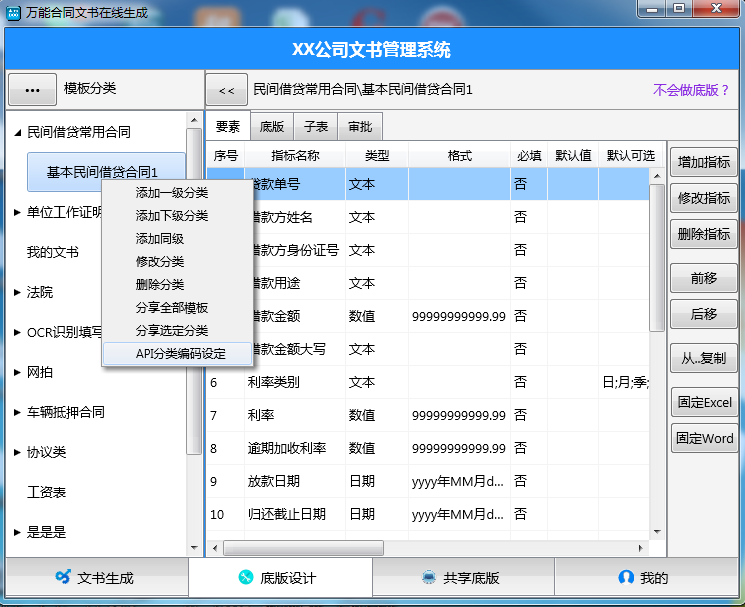 万能合同文书在线生成
XX公司文书管理系统
... 模板分类 << 民间借贷常用合同\基本民间借贷合同1 不会做底版？
民间借贷常用合同
基本民间借贷合同1
单位工作证明
我的文书
法院
OCR识别填写
网拍
车辆抵押合同
协议类
工资表
是是是
添加一级分类
添加下级分类
添加同级
修改分类
删除分类
分享全部模板
分享选定分类
API分类编码设定
要素 底版 子表 审批
序号 指标名称 类型 格式 必填 默认值 默认可选
贷款单号 文本 否
借款方姓名 文本 否
借款方身份证号 文本 否
借款用途 文本 否
借款金额 数值 99999999999.99 否
借款金额大写 文本 否
6 利率类别 文本 否 日;月;季;
7 利率 数值 99999999999.99 否
8 逾期加收利率 数值 99999999999.99 否
9 放款日期 日期 yyyy年MM月d... 否
10 归还截止日期 日期 yyyy年MM月d... 否
增加指标
修改指标
删除指标
前移
后移
从..复制
固定Excel
固定Word
文书生成 底版设计 共享底版 我的